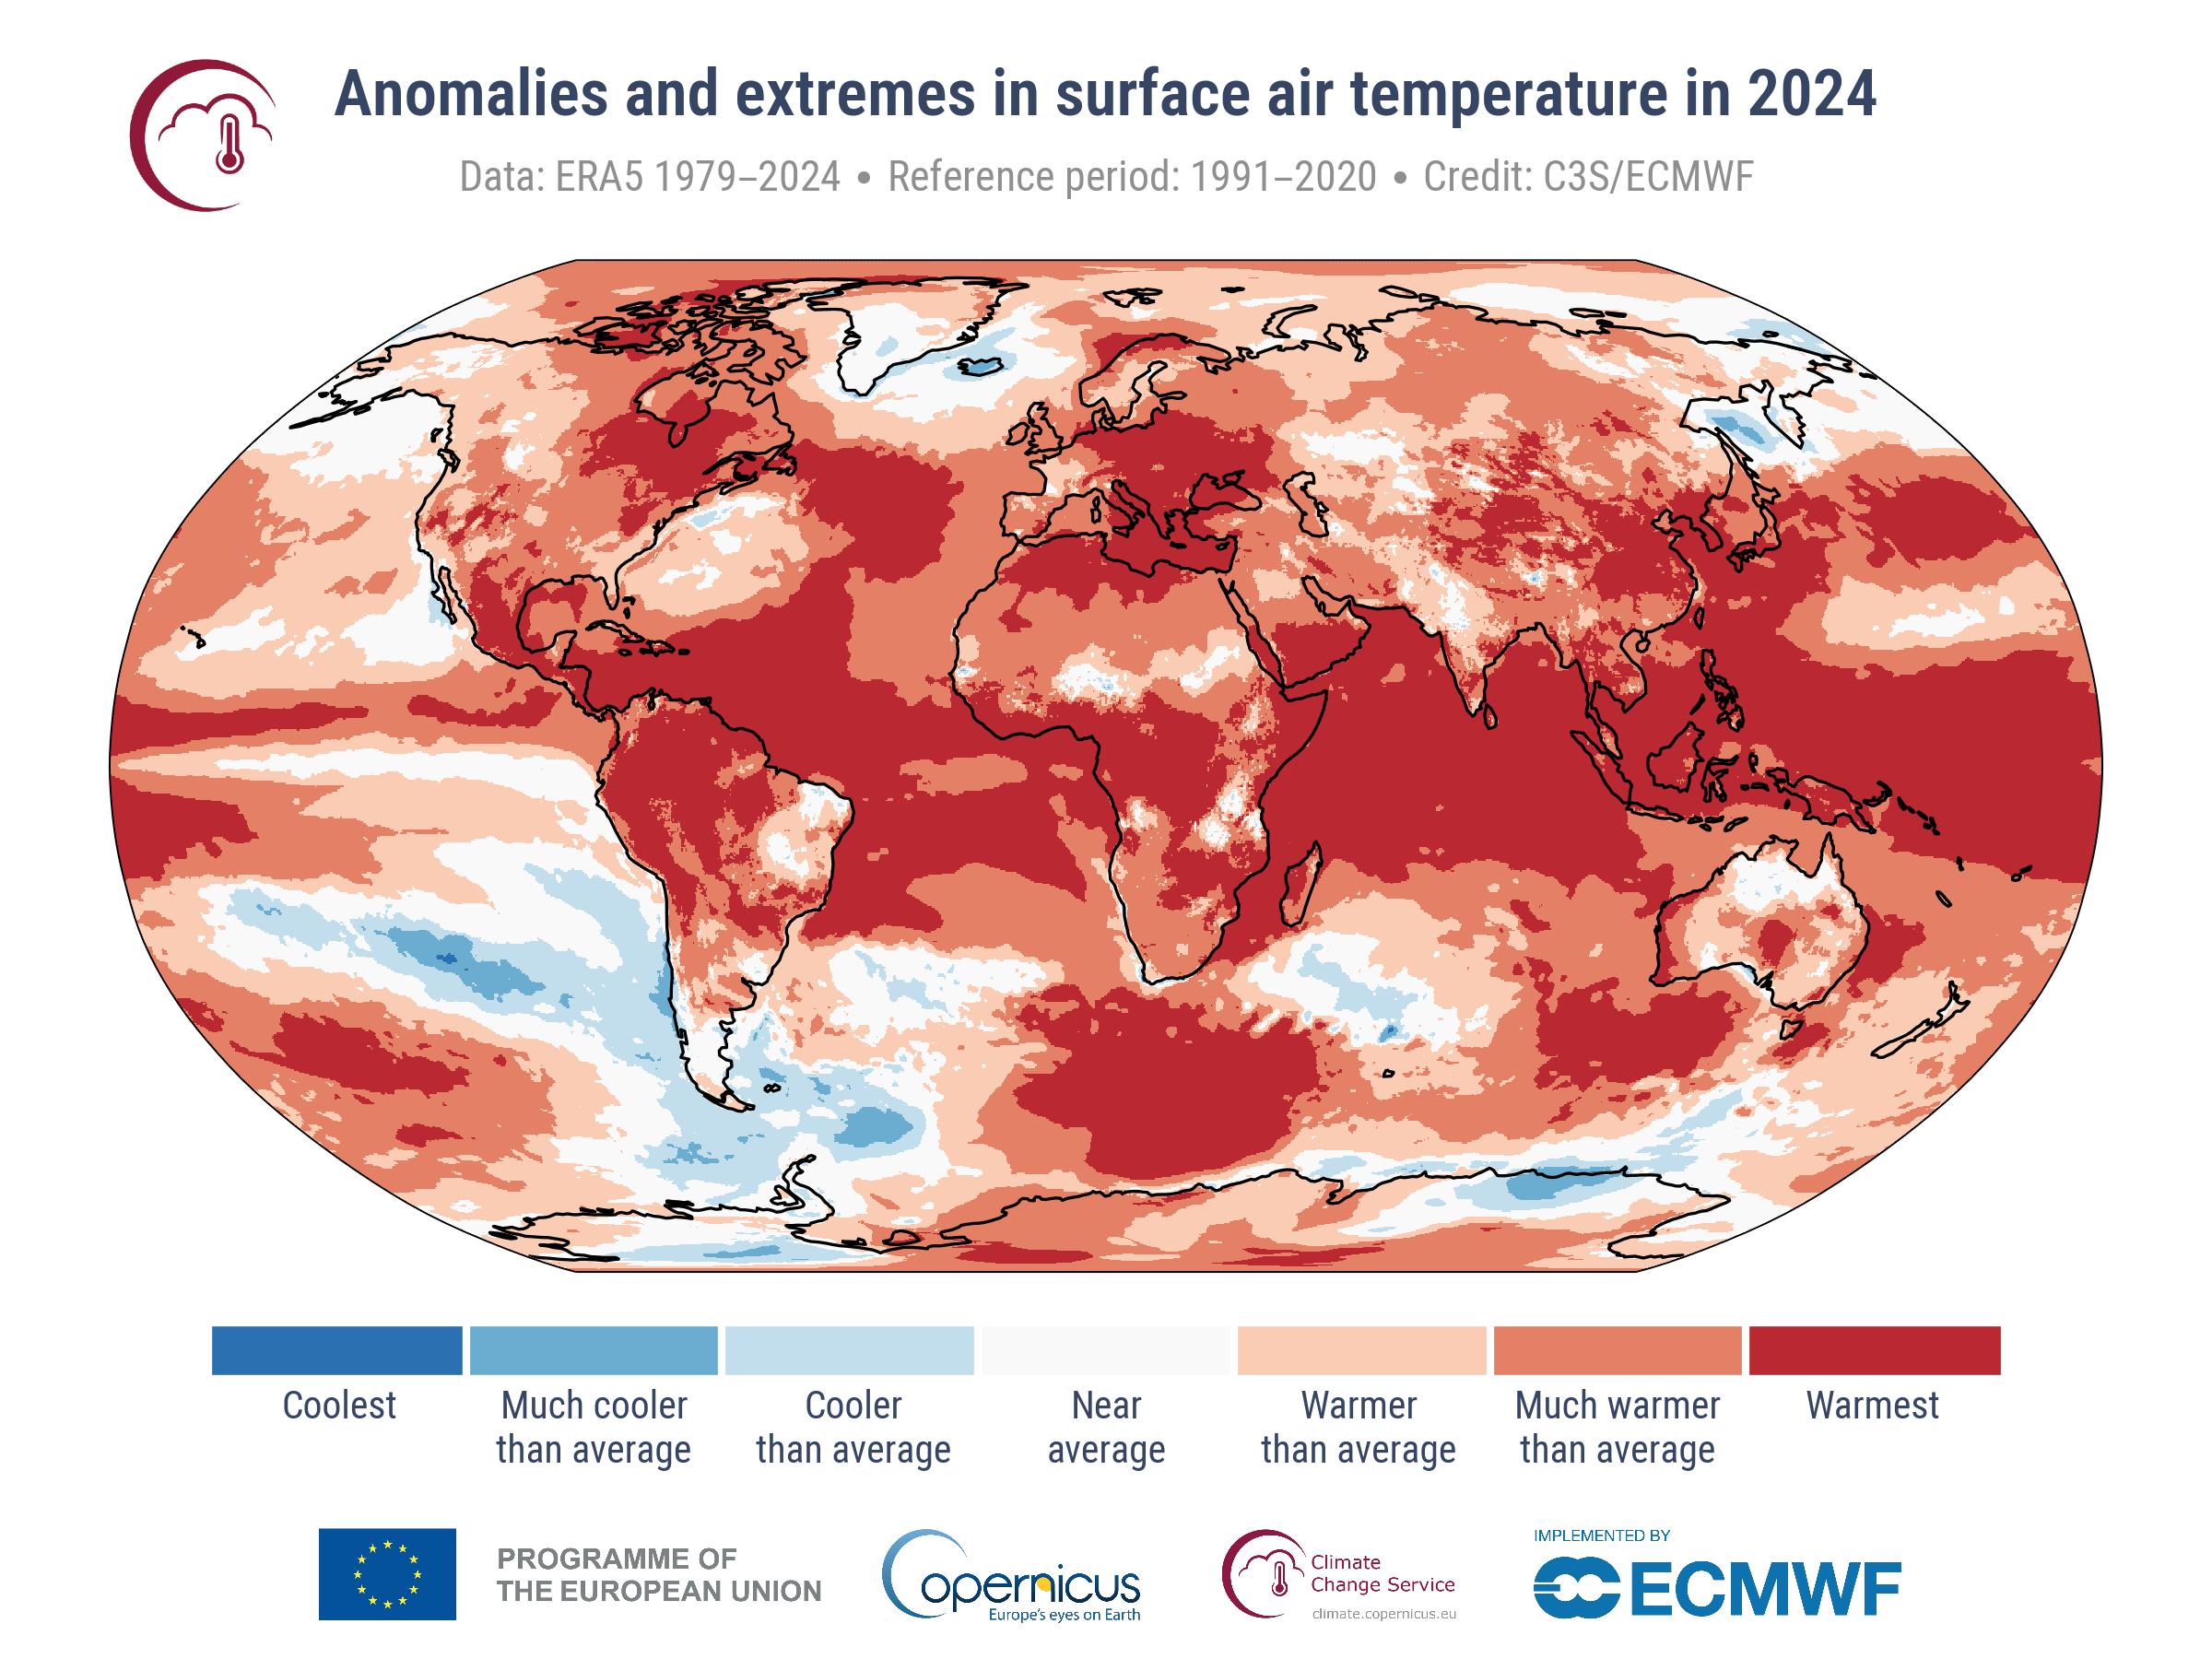 Anomalies and extremes in surface air temperature in 2024
Data: ERA5 1979–2024 • Reference period: 1991–2020 • Credit: C3S/ECMWF
Coolest
Much cooler
than average
Cooler
than average
Near
average
Warmer
than average
Much warmer
than average
Warmest
PROGRAMME OF
THE EUROPEAN UNION
opernicus
Europe's eyes on Earth
Climate
Change Service
climate.copernicus.eu
IMPLEMENTED BY
ECMWF